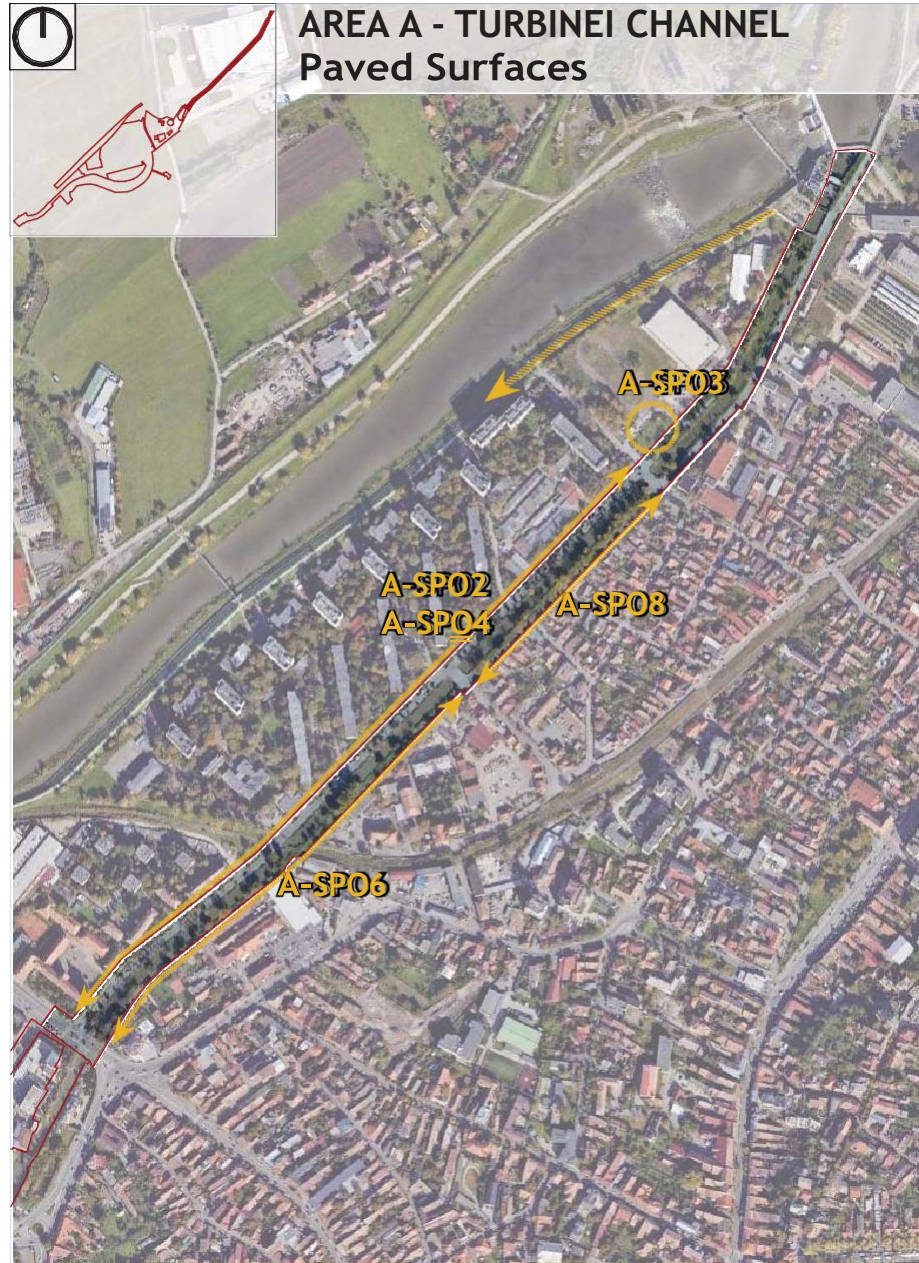 AREA A - TURBINEI CHANNEL
Paved Surfaces
A-SPO3
A-SPO2
A-SPO4
A-SPO8
A-SPO6